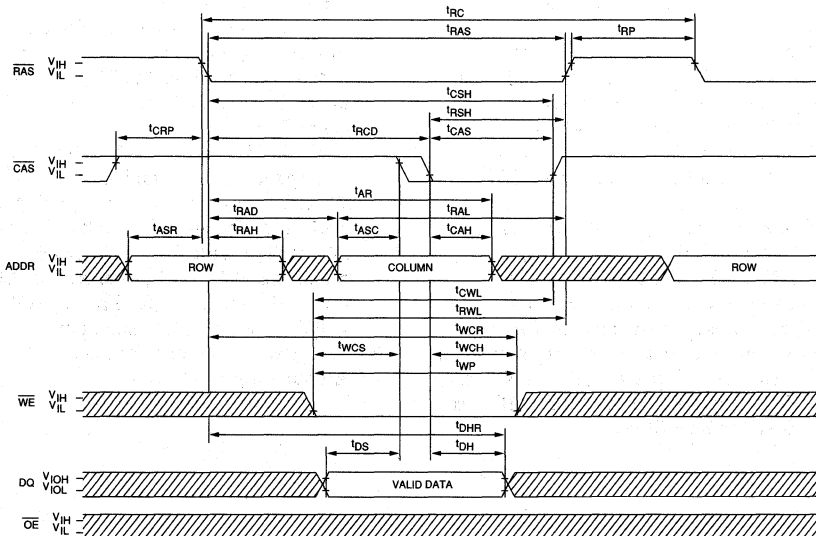 tRC
tRAS tRP
RAS VIH
VIL
tCSH
tRSH
tCRP tRCD tCAS
CAS VIH
VIL
tAR
tRAD tRAL
tASR tRAH tASC tCAH
ADDR VIH
VIL
ROW COLUMN ROW
tCWL
tRWL
tWCR
tWCS tWCH
tWP
WE VIH
VIL
tDHR
tDS tDH
DQ VIOH
VIOL
VALID DATA
OE VIH
VIL